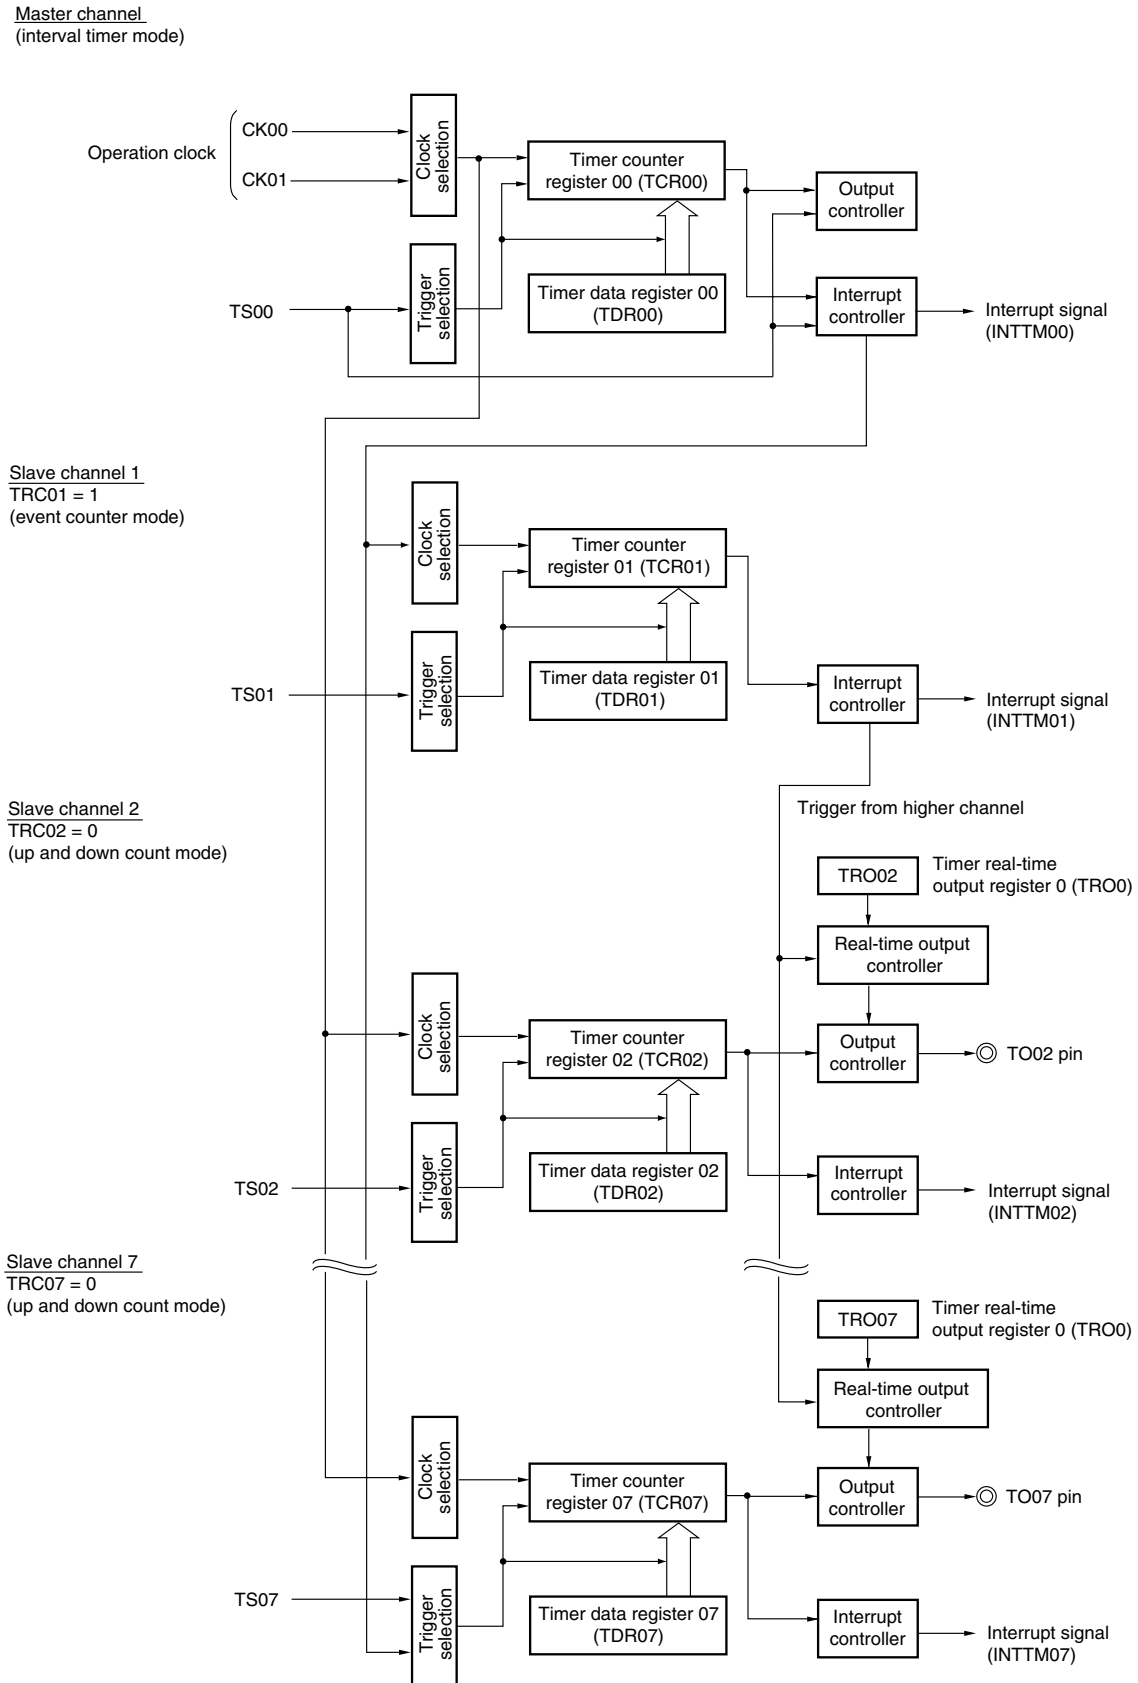 Master channel
(interval timer mode)
Operation clock
CK00
CK01
Clock
selection
Timer counter
register 00 (TCR00)
Output
controller
TS00
Trigger
selection
Timer data register 00
(TDR00)
Interrupt
controller
Interrupt signal
(INTTM00)
Slave channel 1
TRC01 = 1
(event counter mode)
Clock
selection
Timer counter
register 01 (TCR01)
TS01
Trigger
selection
Timer data register 01
(TDR01)
Interrupt
controller
Interrupt signal
(INTTM01)
Trigger from higher channel
Slave channel 2
TRC02 = 0
(up and down count mode)
TRO02
Timer real-time
output register 0 (TRO0)
Real-time output
controller
Clock
selection
Timer counter
register 02 (TCR02)
Output
controller
TO02 pin
TS02
Trigger
selection
Timer data register 02
(TDR02)
Interrupt
controller
Interrupt signal
(INTTM02)
Slave channel 7
TRC07 = 0
(up and down count mode)
TRO07
Timer real-time
output register 0 (TRO0)
Real-time output
controller
Clock
selection
Timer counter
register 07 (TCR07)
Output
controller
TO07 pin
TS07
Trigger
selection
Timer data register 07
(TDR07)
Interrupt
controller
Interrupt signal
(INTTM07)